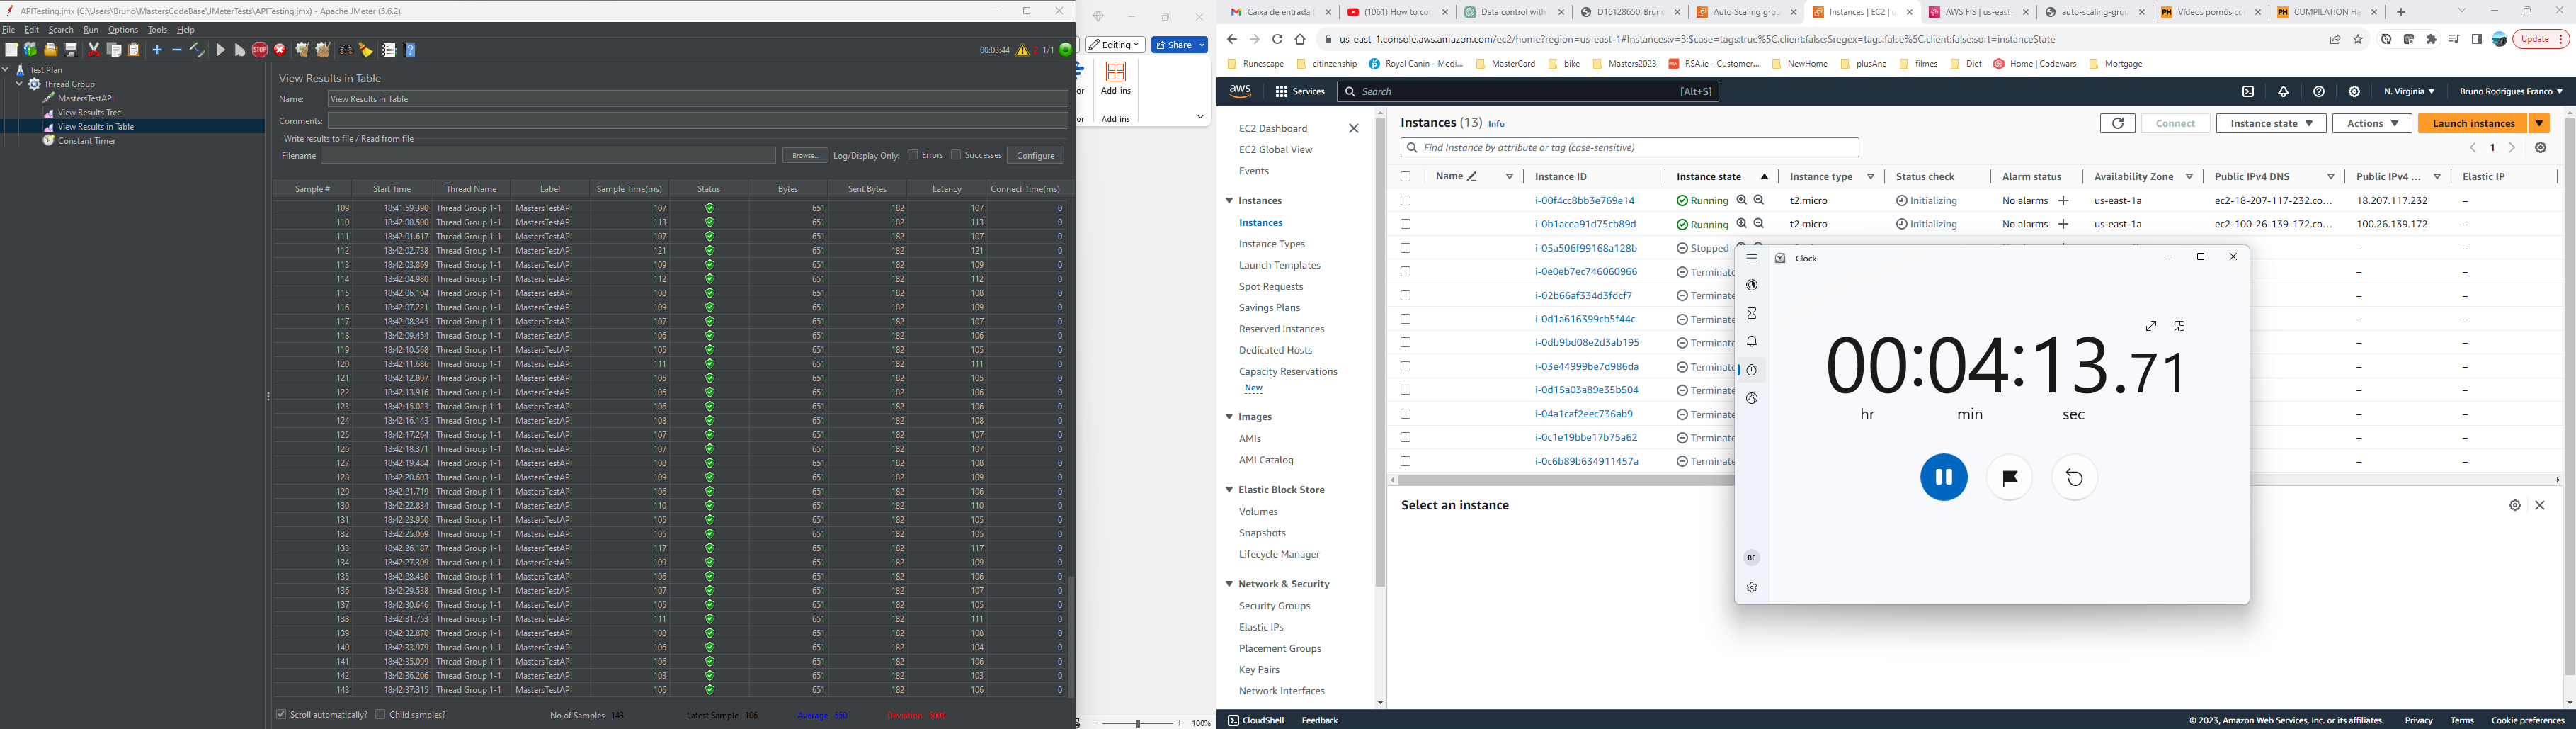 APITesting.jmx (C:\Users\Bruno\MastersCodeBase\JMeterTests\APITesting.jmx) - Apache JMeter (5.6.2)
File Edit Search Run Options Tools Help
00:03:44 2 1/1
Test Plan
Thread Group
MastersTestAPI
View Results Tree
View Results in Table
Constant Timer
View Results in Table
Name: View Results in Table
Comments:
Write results to file / Read from file
Filename Browse... Log/Display Only: Errors Successes Configure
Sample # Start Time Thread Name Label Sample Time(ms) Status Bytes Sent Bytes Latency Connect Time(ms)
109 18:41:59.390 Thread Group 1-1 MastersTestAPI 107 651 182 107 0
110 18:42:00.500 Thread Group 1-1 MastersTestAPI 113 651 182 113 0
111 18:42:01.617 Thread Group 1-1 MastersTestAPI 107 651 182 107 0
112 18:42:02.738 Thread Group 1-1 MastersTestAPI 121 651 182 121 0
113 18:42:03.869 Thread Group 1-1 MastersTestAPI 109 651 182 109 0
114 18:42:04.980 Thread Group 1-1 MastersTestAPI 112 651 182 112 0
115 18:42:06.104 Thread Group 1-1 MastersTestAPI 108 651 182 108 0
116 18:42:07.221 Thread Group 1-1 MastersTestAPI 109 651 182 109 0
117 18:42:08.345 Thread Group 1-1 MastersTestAPI 107 651 182 107 0
118 18:42:09.454 Thread Group 1-1 MastersTestAPI 106 651 182 106 0
119 18:42:10.568 Thread Group 1-1 MastersTestAPI 105 651 182 105 0
120 18:42:11.686 Thread Group 1-1 MastersTestAPI 111 651 182 111 0
121 18:42:12.807 Thread Group 1-1 MastersTestAPI 105 651 182 105 0
122 18:42:13.916 Thread Group 1-1 MastersTestAPI 106 651 182 106 0
123 18:42:15.023 Thread Group 1-1 MastersTestAPI 106 651 182 106 0
124 18:42:16.143 Thread Group 1-1 MastersTestAPI 108 651 182 108 0
125 18:42:17.264 Thread Group 1-1 MastersTestAPI 107 651 182 107 0
126 18:42:18.371 Thread Group 1-1 MastersTestAPI 107 651 182 107 0
127 18:42:19.484 Thread Group 1-1 MastersTestAPI 108 651 182 108 0
128 18:42:20.603 Thread Group 1-1 MastersTestAPI 109 651 182 109 0
129 18:42:21.719 Thread Group 1-1 MastersTestAPI 106 651 182 106 0
130 18:42:22.834 Thread Group 1-1 MastersTestAPI 110 651 182 110 0
131 18:42:23.950 Thread Group 1-1 MastersTestAPI 105 651 182 105 0
132 18:42:25.069 Thread Group 1-1 MastersTestAPI 105 651 182 105 0
133 18:42:26.187 Thread Group 1-1 MastersTestAPI 117 651 182 117 0
134 18:42:27.309 Thread Group 1-1 MastersTestAPI 109 651 182 109 0
135 18:42:28.430 Thread Group 1-1 MastersTestAPI 106 651 182 106 0
136 18:42:29.538 Thread Group 1-1 MastersTestAPI 107 651 182 107 0
137 18:42:30.646 Thread Group 1-1 MastersTestAPI 105 651 182 105 0
138 18:42:31.753 Thread Group 1-1 MastersTestAPI 111 651 182 111 0
139 18:42:32.870 Thread Group 1-1 MastersTestAPI 108 651 182 108 0
140 18:42:33.979 Thread Group 1-1 MastersTestAPI 106 651 182 104 0
141 18:42:35.099 Thread Group 1-1 MastersTestAPI 106 651 182 106 0
142 18:42:36.206 Thread Group 1-1 MastersTestAPI 103 651 182 103 0
143 18:42:37.315 Thread Group 1-1 MastersTestAPI 106 651 182 106 0
Scroll automatically? Child samples? No of Samples 143 Latest Sample 106 Average 550 Deviation 1006
Editing Share
or Add-ins
or Add-ins
100%
Caixa de entrada (1061) How to con Data control with D16128650_Bruno Auto Scaling grou Instances | EC2 | u AWS FIS | us-east- auto-scaling-grou PH Vídeos pornôs co PH CUMPILATION Ha
us-east-1.console.aws.amazon.com/ec2/home?region=us-east-1#Instances:v=3;$case=tags:true%5C,client:false;$regex=tags:false%5C,client:false;sort=instanceState Update
Runescape citizenship Royal Canin - Medi... MasterCard bike Masters2023 RSA.ie - Customer... NewHome plusAna filmes Diet Home | Codewars Mortgage
aws Services Search [Alt+S] N. Virginia Bruno Rodrigues Franco
EC2 Dashboard
EC2 Global View
Events
Instances
Instances
Instance Types
Launch Templates
Spot Requests
Savings Plans
Reserved Instances
Dedicated Hosts
Capacity Reservations
New
Images
AMIs
AMI Catalog
Elastic Block Store
Volumes
Snapshots
Lifecycle Manager
Network & Security
Security Groups
Elastic IPs
Placement Groups
Key Pairs
Network Interfaces
Instances (13) Info Connect Instance state Actions Launch instances
Find Instance by attribute or tag (case-sensitive) 1
Name Instance ID Instance state Instance type Status check Alarm status Availability Zone Public IPv4 DNS Public IPv4 ... Elastic IP
i-00f4cc8bb3e769e14 Running t2.micro Initializing No alarms + us-east-1a ec2-18-207-117-232.co... 18.207.117.232 –
i-0b1acea91d75cb89d Running t2.micro Initializing No alarms + us-east-1a ec2-100-26-139-172.co... 100.26.139.172 –
i-05a506f99168a128b Stopped – –
i-0e0eb7ec746060966 Terminate – –
i-02b66af334d3fdcf7 Terminate – –
i-0d1a616399cb5f44c Terminate – –
i-0db9bd08e2d3ab195 Terminate – –
i-03e44999be7d986da Terminate – –
i-0d15a03a89e35b504 Terminate – –
i-04a1caf2eec736ab9 Terminate – –
i-0c1e19bbe17b75a62 Terminate – –
i-0c6b89b634911457a Terminate – –
Select an instance
Clock
00:04:13.71
hr min sec
BF
CloudShell Feedback © 2023, Amazon Web Services, Inc. or its affiliates. Privacy Terms Cookie preferences